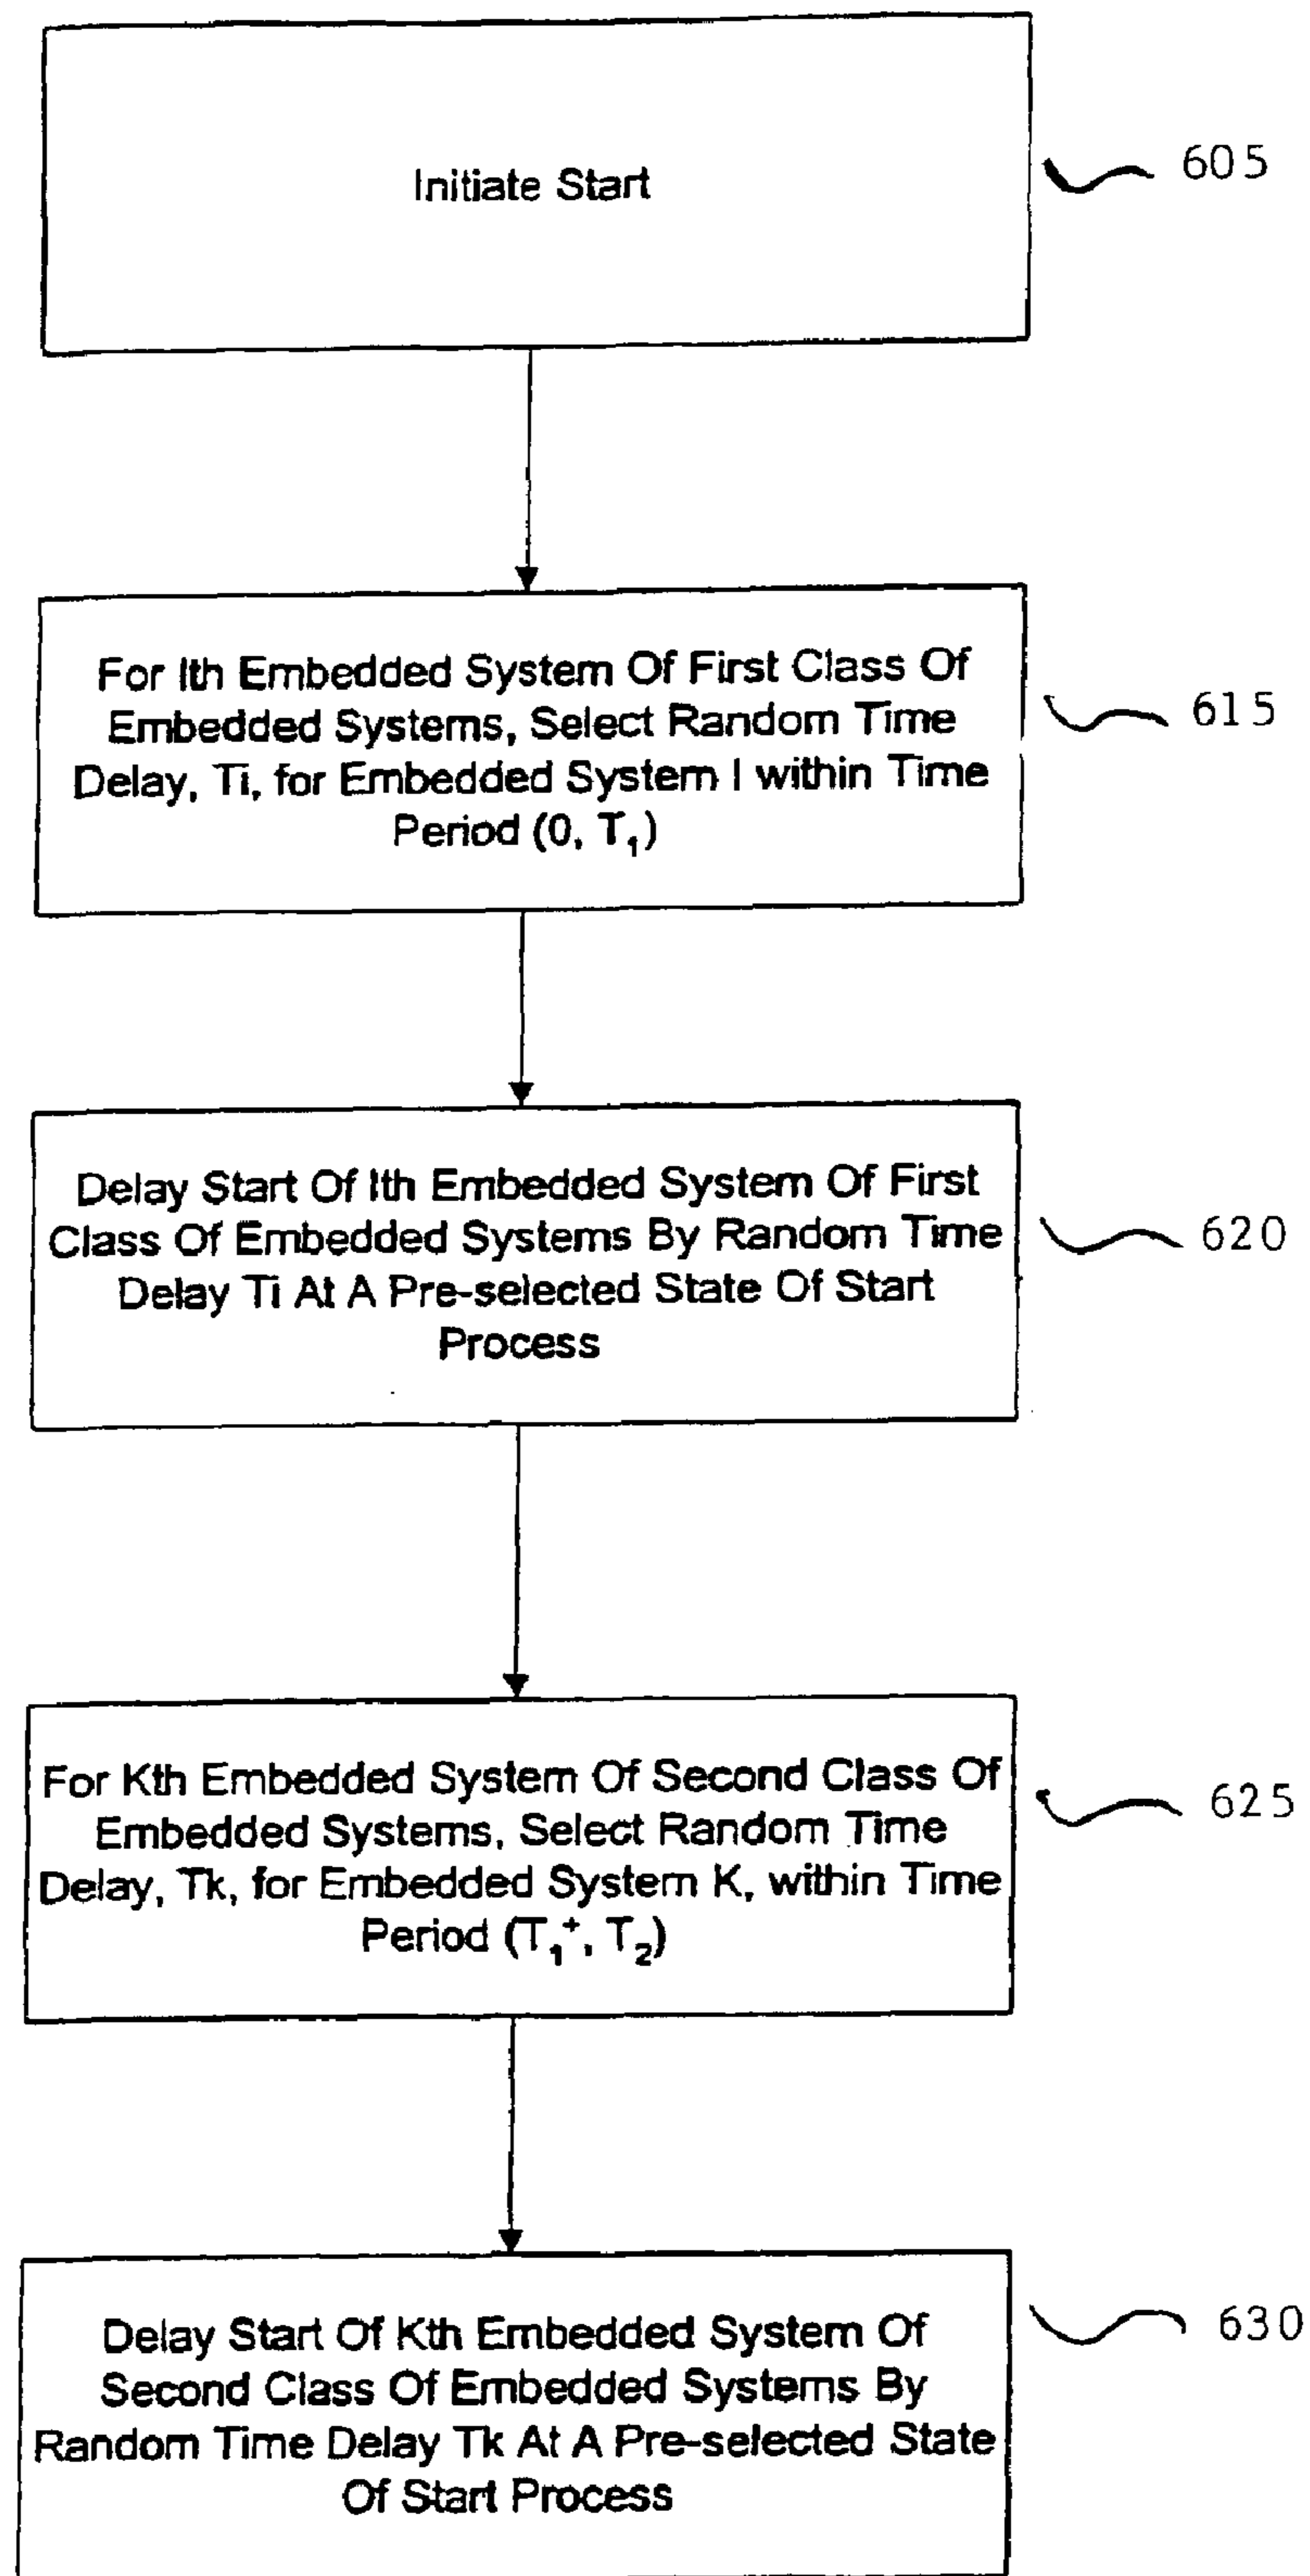 Initiate Start
605
For Ith Embedded System Of First Class Of
Embedded Systems, Select Random Time
Delay, Ti, for Embedded System I within Time
Period (0, T₁)
615
Delay Start Of Ith Embedded System Of First
Class Of Embedded Systems By Random Time
Delay Ti At A Pre-selected State Of Start
Process
620
For Kth Embedded System Of Second Class Of
Embedded Systems, Select Random Time
Delay, Tk, for Embedded System K, within Time
Period (T₁⁺, T₂)
625
Delay Start Of Kth Embedded System Of
Second Class Of Embedded Systems By
Random Time Delay Tk At A Pre-selected State
Of Start Process
630